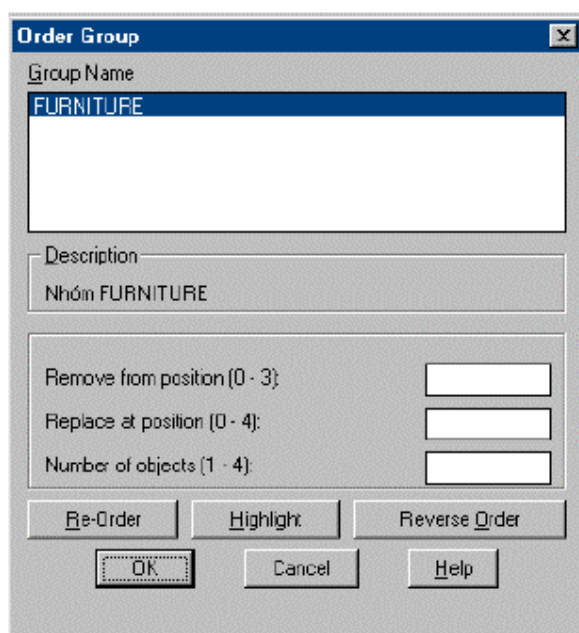 Order Group
Group Name
FURNITURE
Description
Nhóm FURNITURE
Remove from position (0 - 3):
Replace at position (0 - 4):
Number of objects (1 - 4):
Re-Order Highlight Reverse Order
OK Cancel Help